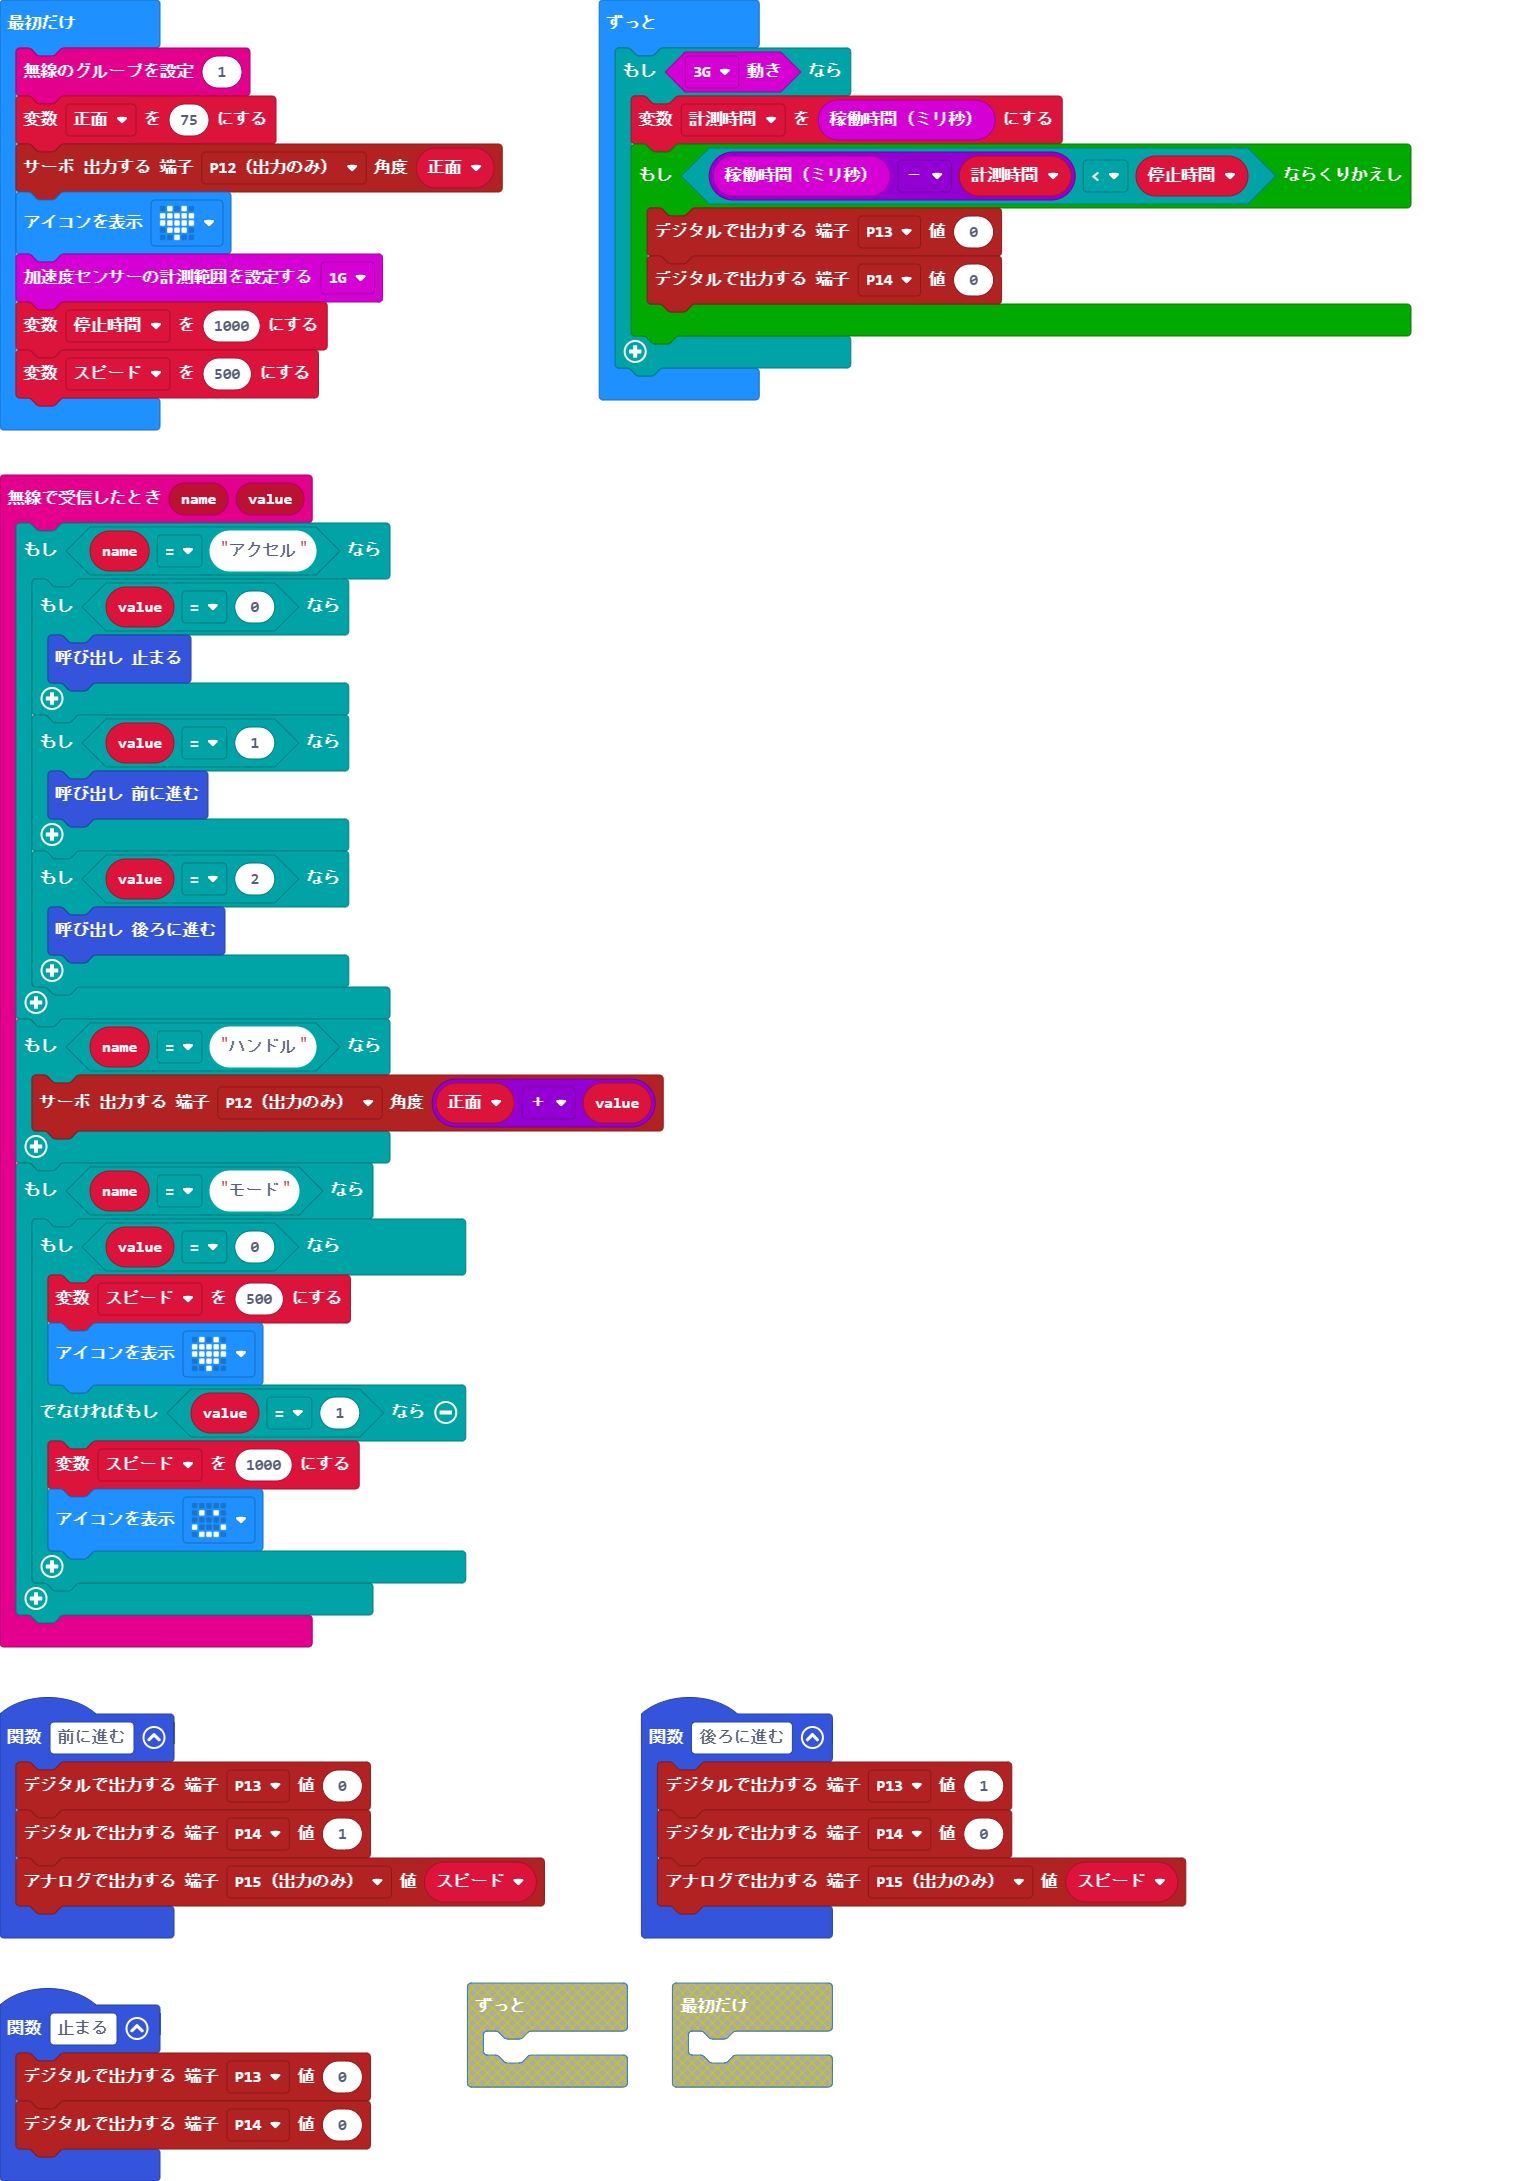 最初だけ
無線のグループを設定 1
変数 正面 を 75 にする
サーボ 出力する 端子 P12（出力のみ） 角度 正面
アイコンを表示
加速度センサーの計測範囲を設定する 1G
変数 停止時間 を 1000 にする
変数 スピード を 500 にする
ずっと
もし 3G 動き なら
変数 計測時間 を 稼働時間（ミリ秒） にする
もし 稼働時間（ミリ秒） － 計測時間 < 停止時間 ならくりかえし
デジタルで出力する 端子 P13 値 0
デジタルで出力する 端子 P14 値 0
無線で受信したとき name value
もし name = "アクセル" なら
もし value = 0 なら
呼び出し 止まる
もし value = 1 なら
呼び出し 前に進む
もし value = 2 なら
呼び出し 後ろに進む
もし name = "ハンドル" なら
サーボ 出力する 端子 P12（出力のみ） 角度 正面 + value
もし name = "モード" なら
もし value = 0 なら
変数 スピード を 500 にする
アイコンを表示
でなければもし value = 1 なら
変数 スピード を 1000 にする
アイコンを表示
関数 前に進む
デジタルで出力する 端子 P13 値 0
デジタルで出力する 端子 P14 値 1
アナログで出力する 端子 P15（出力のみ） 値 スピード
関数 後ろに進む
デジタルで出力する 端子 P13 値 1
デジタルで出力する 端子 P14 値 0
アナログで出力する 端子 P15（出力のみ） 値 スピード
関数 止まる
デジタルで出力する 端子 P13 値 0
デジタルで出力する 端子 P14 値 0
ずっと
最初だけ